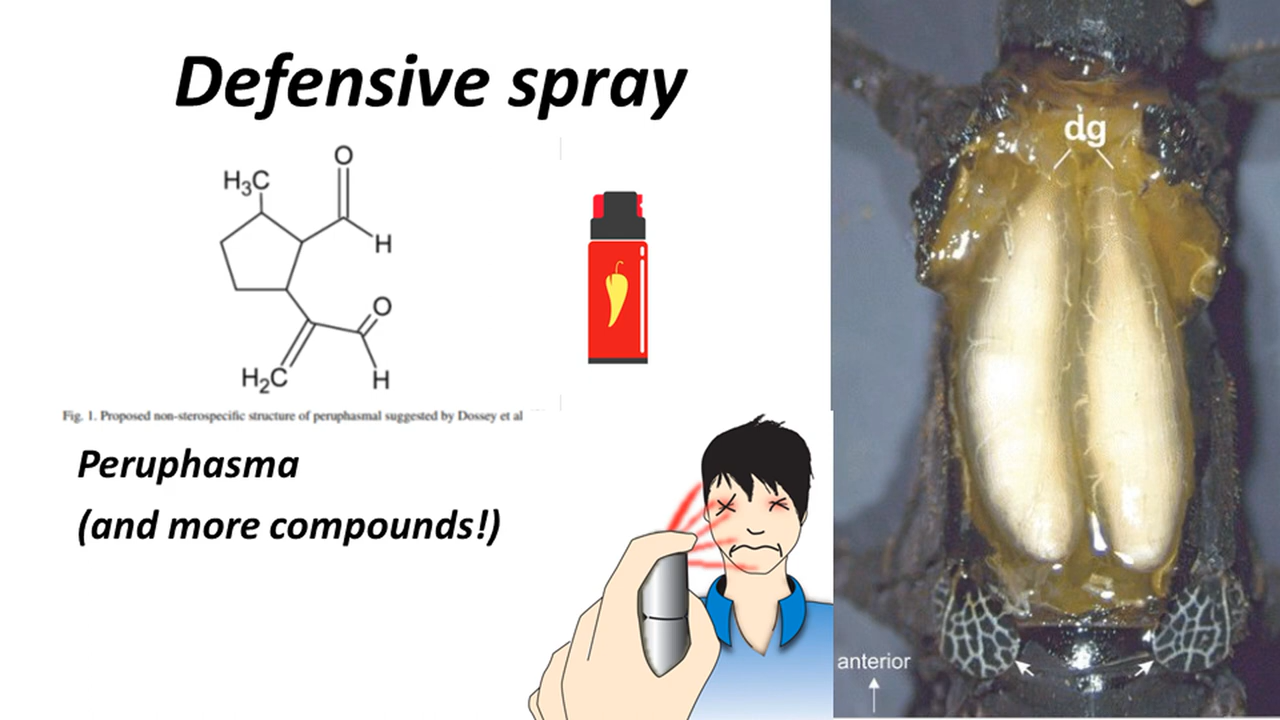 Defensive spray
O
H₃C
H
O
H₂C
H
Fig. 1. Proposed non-sterospecific structure of peruphasmal suggested by Dossey et al
Peruphasma
(and more compounds!)
dg
anterior